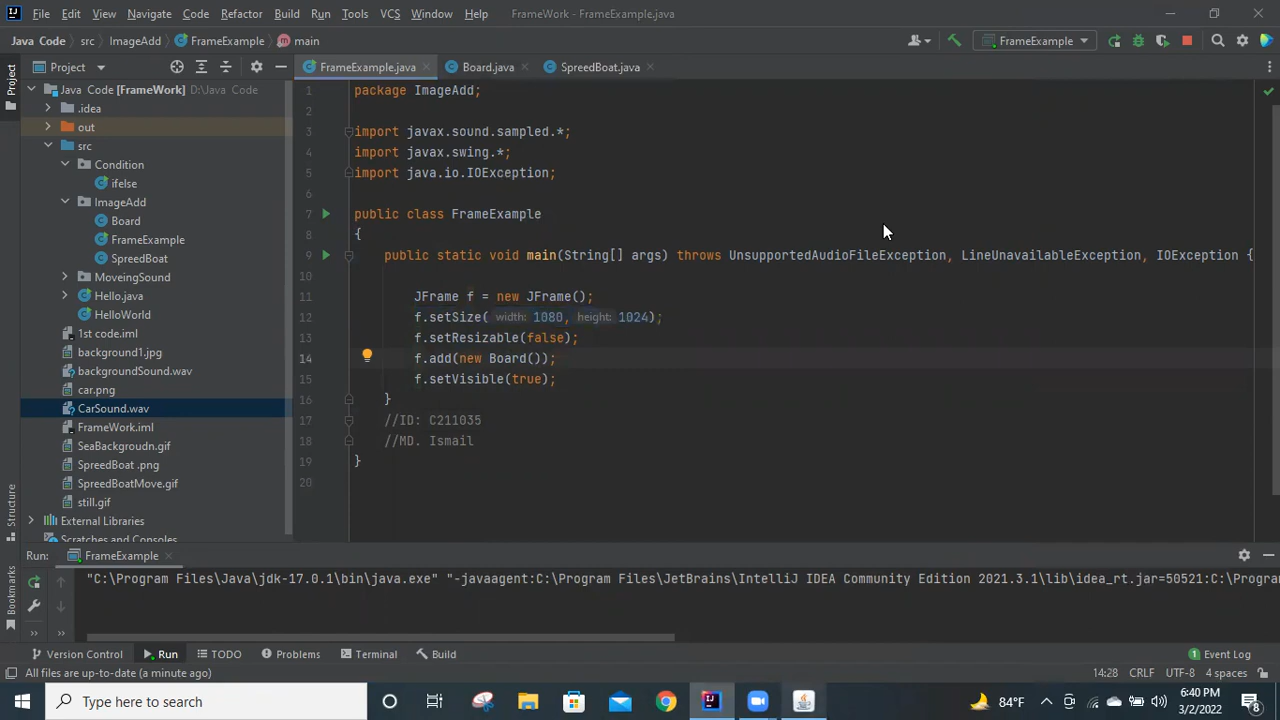 File Edit View Navigate Code Refactor Build Run Tools VCS Window Help FrameWork - FrameExample.java
Java Code src ImageAdd FrameExample main FrameExample
Project FrameExample.java Board.java SpreedBoat.java
Java Code [FrameWork] D:\Java Code
.idea
out
src
Condition
ifelse
ImageAdd
Board
FrameExample
SpreedBoat
MoveingSound
Hello.java
HelloWorld
1st code.iml
background1.jpg
backgroundSound.wav
car.png
CarSound.wav
FrameWork.iml
SeaBackgroudn.gif
SpreedBoat .png
SpreedBoatMove.gif
still.gif
External Libraries
Scratches and Consoles
Project
Structure
Bookmarks
1 package ImageAdd;
2
3 import javax.sound.sampled.*;
4 import javax.swing.*;
5 import java.io.IOException;
6
7 public class FrameExample
8 {
9 public static void main(String[] args) throws UnsupportedAudioFileException, LineUnavailableException, IOException {
10
11 JFrame f = new JFrame();
12 f.setSize( width: 1080, height: 1024);
13 f.setResizable(false);
14 f.add(new Board());
15 f.setVisible(true);
16 }
17 //ID: C211035
18 //MD. Ismail
19 }
20
Run: FrameExample
"C:\Program Files\Java\jdk-17.0.1\bin\java.exe" "-javaagent:C:\Program Files\JetBrains\IntelliJ IDEA Community Edition 2021.3.1\lib\idea_rt.jar=50521:C:\Progra
Version Control Run TODO Problems Terminal Build 1 Event Log
All files are up-to-date (a minute ago) 14:28 CRLF UTF-8 4 spaces
Type here to search 84°F 6:40 PM
3/2/2022 8